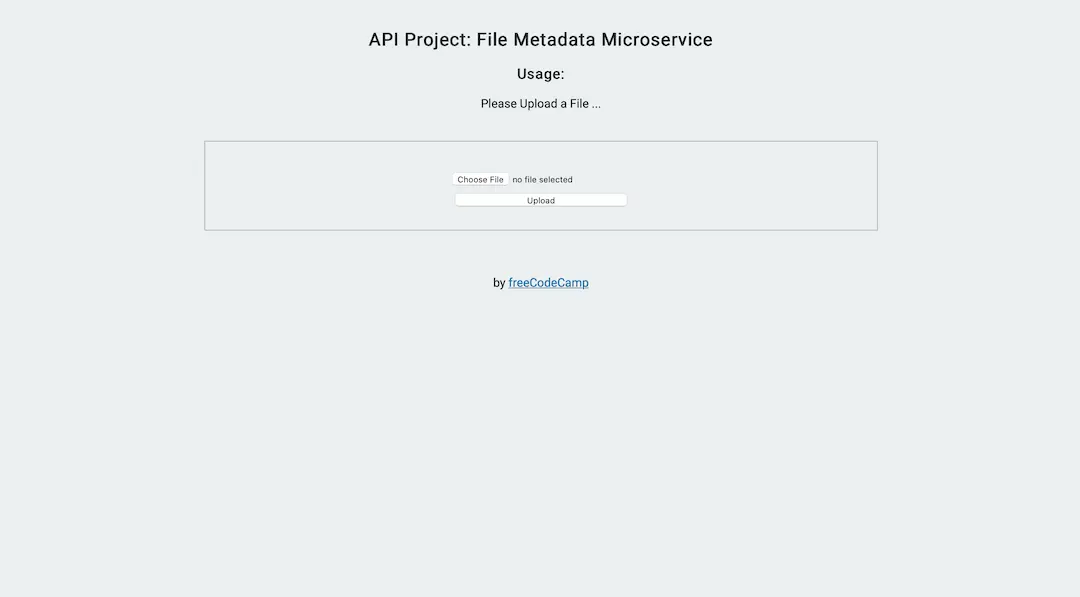 API Project: File Metadata Microservice
Usage:
Please Upload a File ...
Choose File no file selected
Upload
by freeCodeCamp